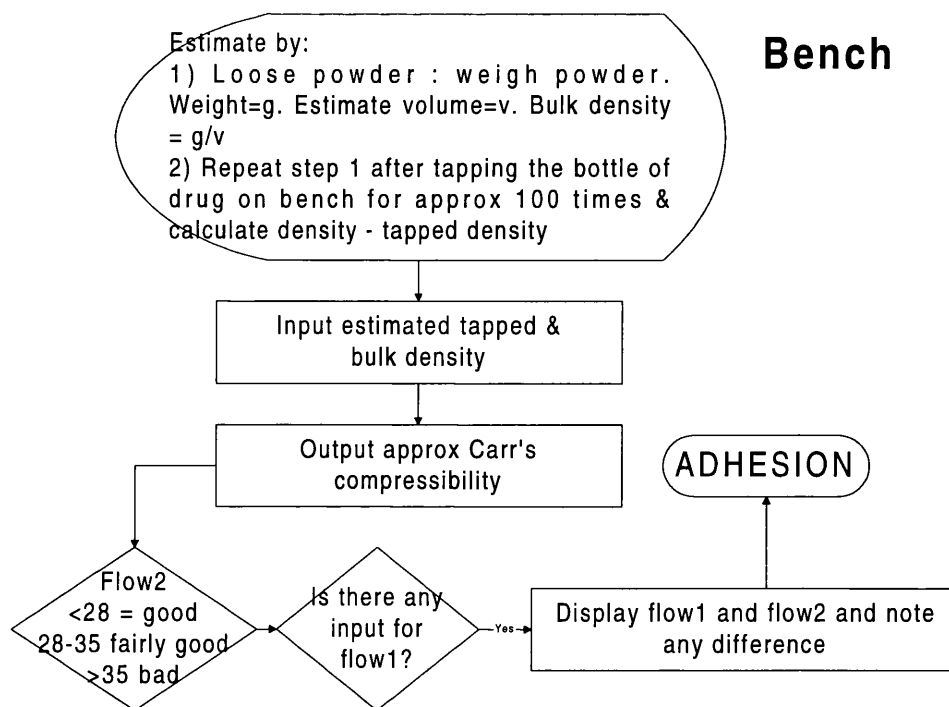 Bench
Estimate by:
1) Loose powder : weigh powder.
Weight=g. Estimate volume=v. Bulk density
= g/v
2) Repeat step 1 after tapping the bottle of
drug on bench for approx 100 times &
calculate density - tapped density
Input estimated tapped &
bulk density
Output approx Carr's
compressibility
ADHESION
Flow2
<28 = good
28-35 fairly good
>35 bad
Is there any
input for
flow1?
Yes
Display flow1 and flow2 and note
any difference